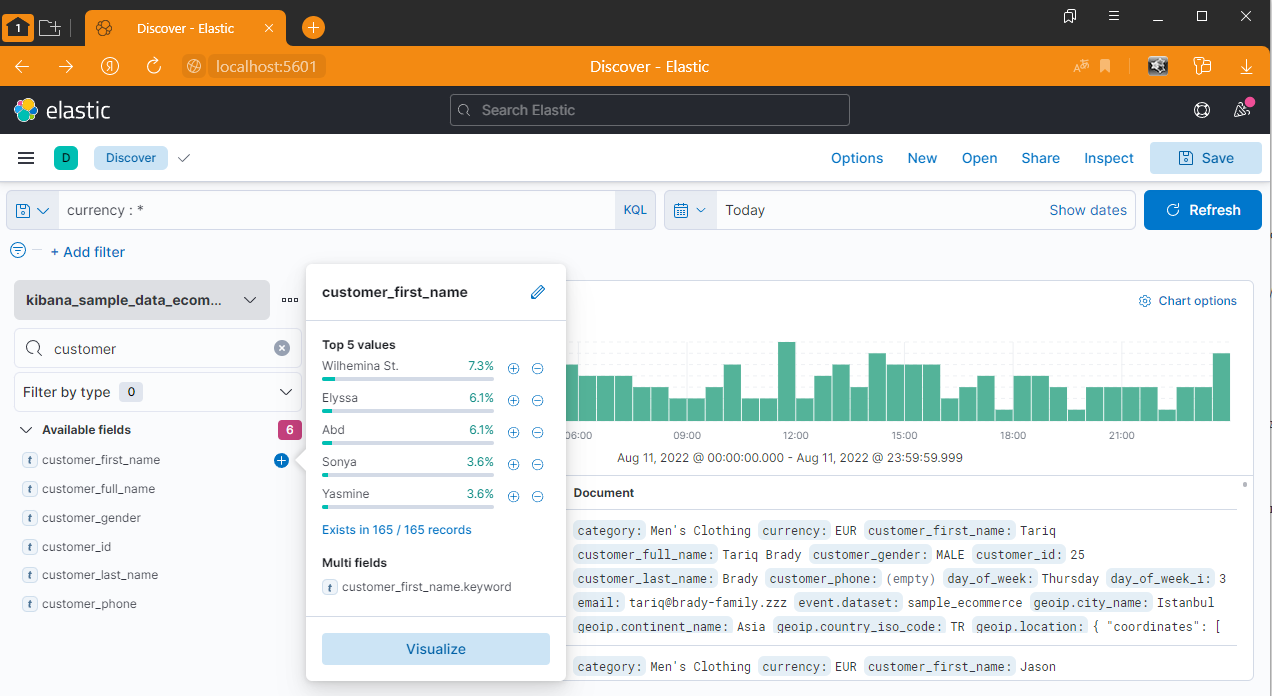 1
Discover - Elastic
localhost:5601
Discover - Elastic
elastic
Search Elastic
D
Discover
Options
New
Open
Share
Inspect
Save
currency : *
KQL
Today
Show dates
Refresh
+ Add filter
kibana_sample_data_ecom...
customer
Filter by type 0
Available fields 6
t customer_first_name
t customer_full_name
t customer_gender
t customer_id
t customer_last_name
t customer_phone
customer_first_name
Top 5 values
Wilhemina St. 7.3%
Elyssa 6.1%
Abd 6.1%
Sonya 3.6%
Yasmine 3.6%
Exists in 165 / 165 records
Multi fields
t customer_first_name.keyword
Visualize
Chart options
06:00 09:00 12:00 15:00 18:00 21:00
Aug 11, 2022 @ 00:00:00.000 - Aug 11, 2022 @ 23:59:59.999
Document
category: Men's Clothing currency: EUR customer_first_name: Tariq
customer_full_name: Tariq Brady customer_gender: MALE customer_id: 25
customer_last_name: Brady customer_phone: (empty) day_of_week: Thursday day_of_week_i: 3
email: tariq@brady-family.zzz event.dataset: sample_ecommerce geoip.city_name: Istanbul
geoip.continent_name: Asia geoip.country_iso_code: TR geoip.location: { "coordinates": [
category: Men's Clothing currency: EUR customer_first_name: Jason